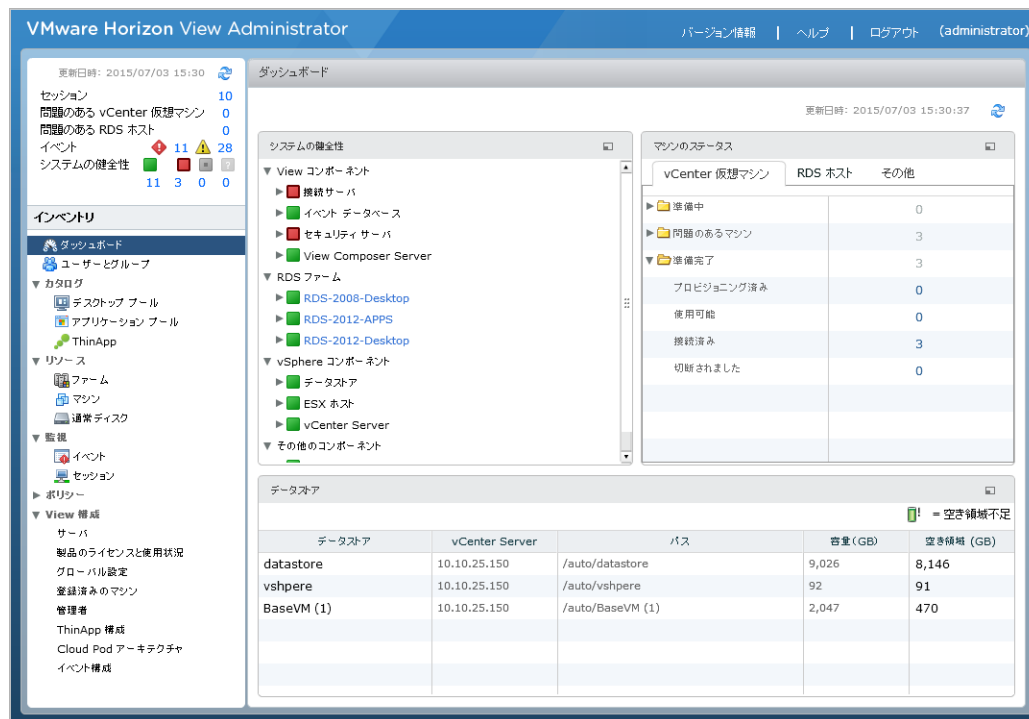 VMware Horizon View Administrator
バージョン情報 | ヘルプ | ログアウト (administrator)
更新日時: 2015/07/03 15:30
セッション 10
問題のある vCenter 仮想マシン 0
問題のある RDS ホスト 0
イベント 11 28
システムの健全性
11 3 0 0
インベントリ
ダッシュボード
ユーザーとグループ
カタログ
デスクトップ プール
アプリケーション プール
ThinApp
リソース
ファーム
マシン
通常ディスク
監視
イベント
セッション
ポリシー
View 構成
サーバ
製品のライセンスと使用状況
グローバル設定
登録済みのマシン
管理者
ThinApp 構成
Cloud Pod アーキテクチャ
イベント構成
ダッシュボード
更新日時: 2015/07/03 15:30:37
システムの健全性
View コンポーネント
接続サーバ
イベント データベース
セキュリティ サーバ
View Composer Server
RDS ファーム
RDS-2008-Desktop
RDS-2012-APPS
RDS-2012-Desktop
vSphere コンポーネント
データストア
ESX ホスト
vCenter Server
その他のコンポーネント
マシンのステータス
vCenter 仮想マシン RDS ホスト その他
準備中 0
問題のあるマシン 3
準備完了 3
プロビジョニング済み 0
使用可能 0
接続済み 3
切断されました 0
データストア
! = 空き領域不足
データストア vCenter Server パス 容量(GB) 空き領域 (GB)
datastore 10.10.25.150 /auto/datastore 9,026 8,146
vshpere 10.10.25.150 /auto/vshpere 92 91
BaseVM (1) 10.10.25.150 /auto/BaseVM (1) 2,047 470